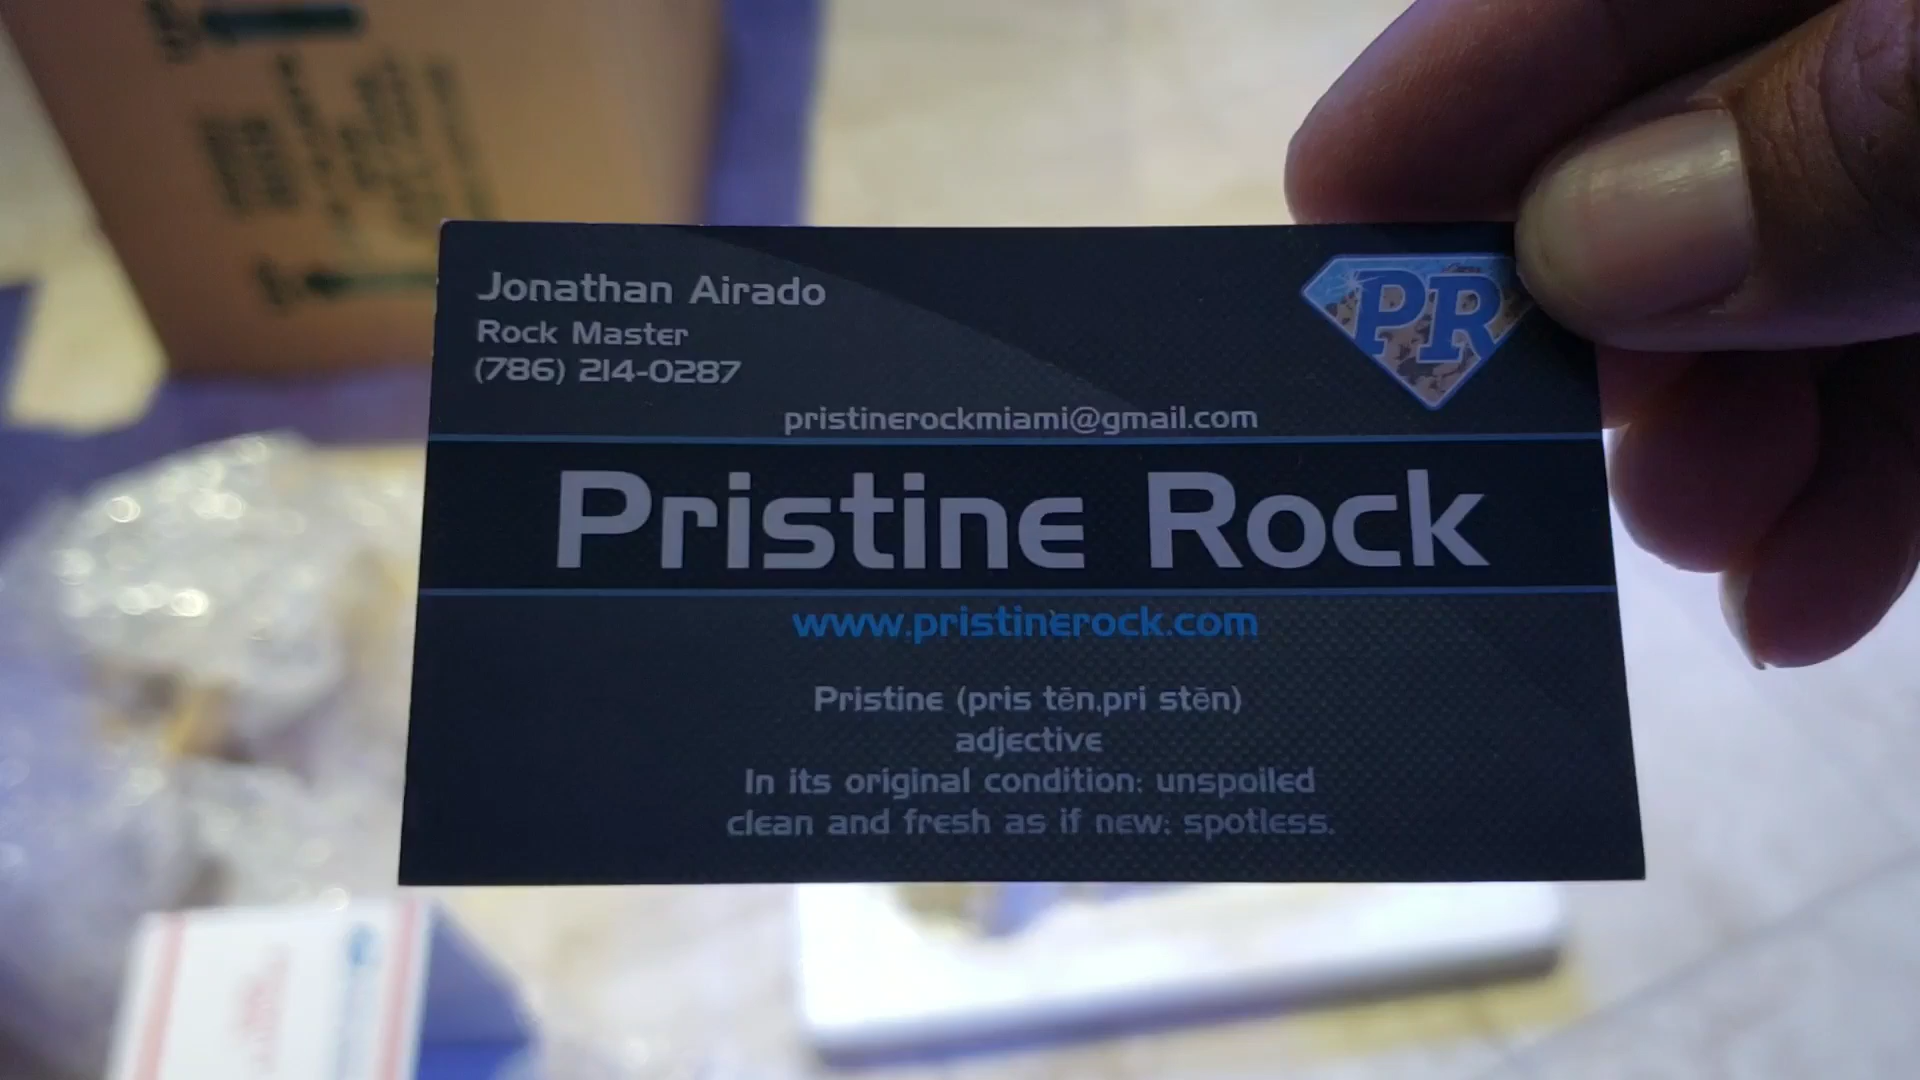 Jonathan Airado
Rock Master
(786) 214-0287
PR
pristinerockmiami@gmail.com
Pristine Rock
www.pristinerock.com
Pristine (pris tēn,pri stēn)
adjective
In its original condition: unspoiled
clean and fresh as if new: spotless.